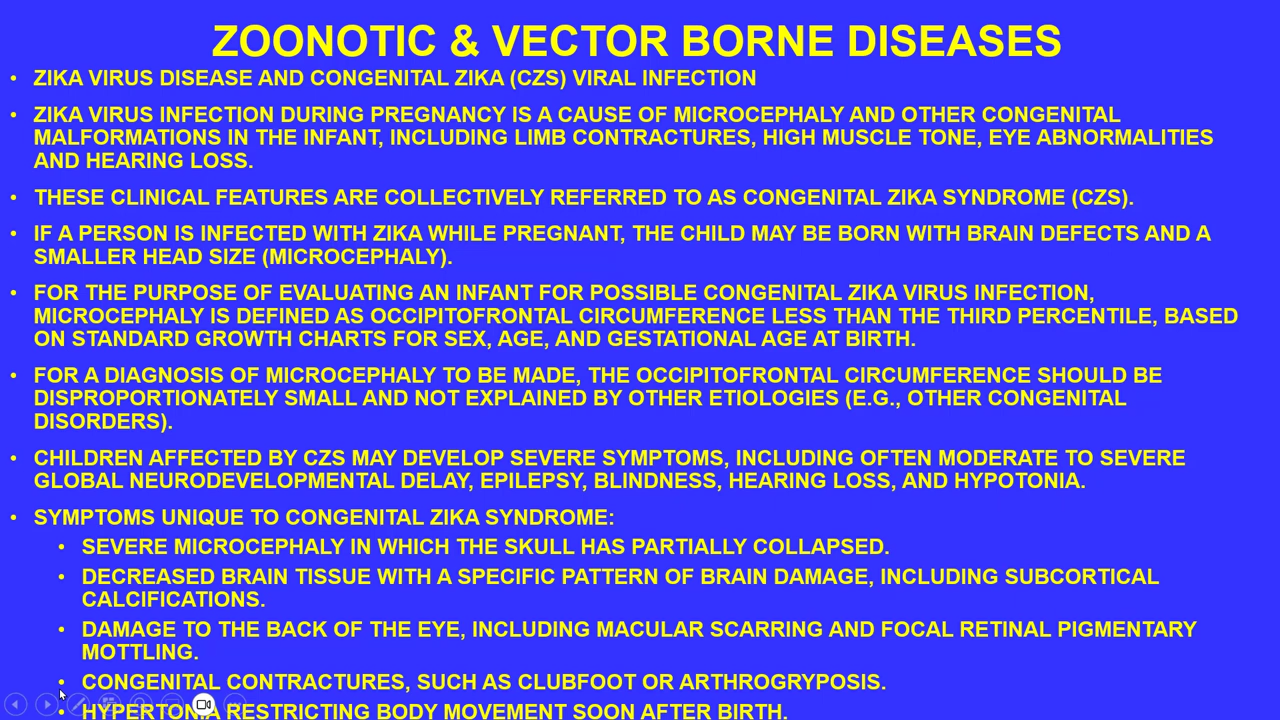 ZOONOTIC & VECTOR BORNE DISEASES
• ZIKA VIRUS DISEASE AND CONGENITAL ZIKA (CZS) VIRAL INFECTION
• ZIKA VIRUS INFECTION DURING PREGNANCY IS A CAUSE OF MICROCEPHALY AND OTHER CONGENITAL
MALFORMATIONS IN THE INFANT, INCLUDING LIMB CONTRACTURES, HIGH MUSCLE TONE, EYE ABNORMALITIES
AND HEARING LOSS.
• THESE CLINICAL FEATURES ARE COLLECTIVELY REFERRED TO AS CONGENITAL ZIKA SYNDROME (CZS).
• IF A PERSON IS INFECTED WITH ZIKA WHILE PREGNANT, THE CHILD MAY BE BORN WITH BRAIN DEFECTS AND A
SMALLER HEAD SIZE (MICROCEPHALY).
• FOR THE PURPOSE OF EVALUATING AN INFANT FOR POSSIBLE CONGENITAL ZIKA VIRUS INFECTION,
MICROCEPHALY IS DEFINED AS OCCIPITOFRONTAL CIRCUMFERENCE LESS THAN THE THIRD PERCENTILE, BASED
ON STANDARD GROWTH CHARTS FOR SEX, AGE, AND GESTATIONAL AGE AT BIRTH.
• FOR A DIAGNOSIS OF MICROCEPHALY TO BE MADE, THE OCCIPITOFRONTAL CIRCUMFERENCE SHOULD BE
DISPROPORTIONATELY SMALL AND NOT EXPLAINED BY OTHER ETIOLOGIES (E.G., OTHER CONGENITAL
DISORDERS).
• CHILDREN AFFECTED BY CZS MAY DEVELOP SEVERE SYMPTOMS, INCLUDING OFTEN MODERATE TO SEVERE
GLOBAL NEURODEVELOPMENTAL DELAY, EPILEPSY, BLINDNESS, HEARING LOSS, AND HYPOTONIA.
• SYMPTOMS UNIQUE TO CONGENITAL ZIKA SYNDROME:
• SEVERE MICROCEPHALY IN WHICH THE SKULL HAS PARTIALLY COLLAPSED.
• DECREASED BRAIN TISSUE WITH A SPECIFIC PATTERN OF BRAIN DAMAGE, INCLUDING SUBCORTICAL
CALCIFICATIONS.
• DAMAGE TO THE BACK OF THE EYE, INCLUDING MACULAR SCARRING AND FOCAL RETINAL PIGMENTARY
MOTTLING.
• CONGENITAL CONTRACTURES, SUCH AS CLUBFOOT OR ARTHROGRYPOSIS.
• HYPERTONIA RESTRICTING BODY MOVEMENT SOON AFTER BIRTH.